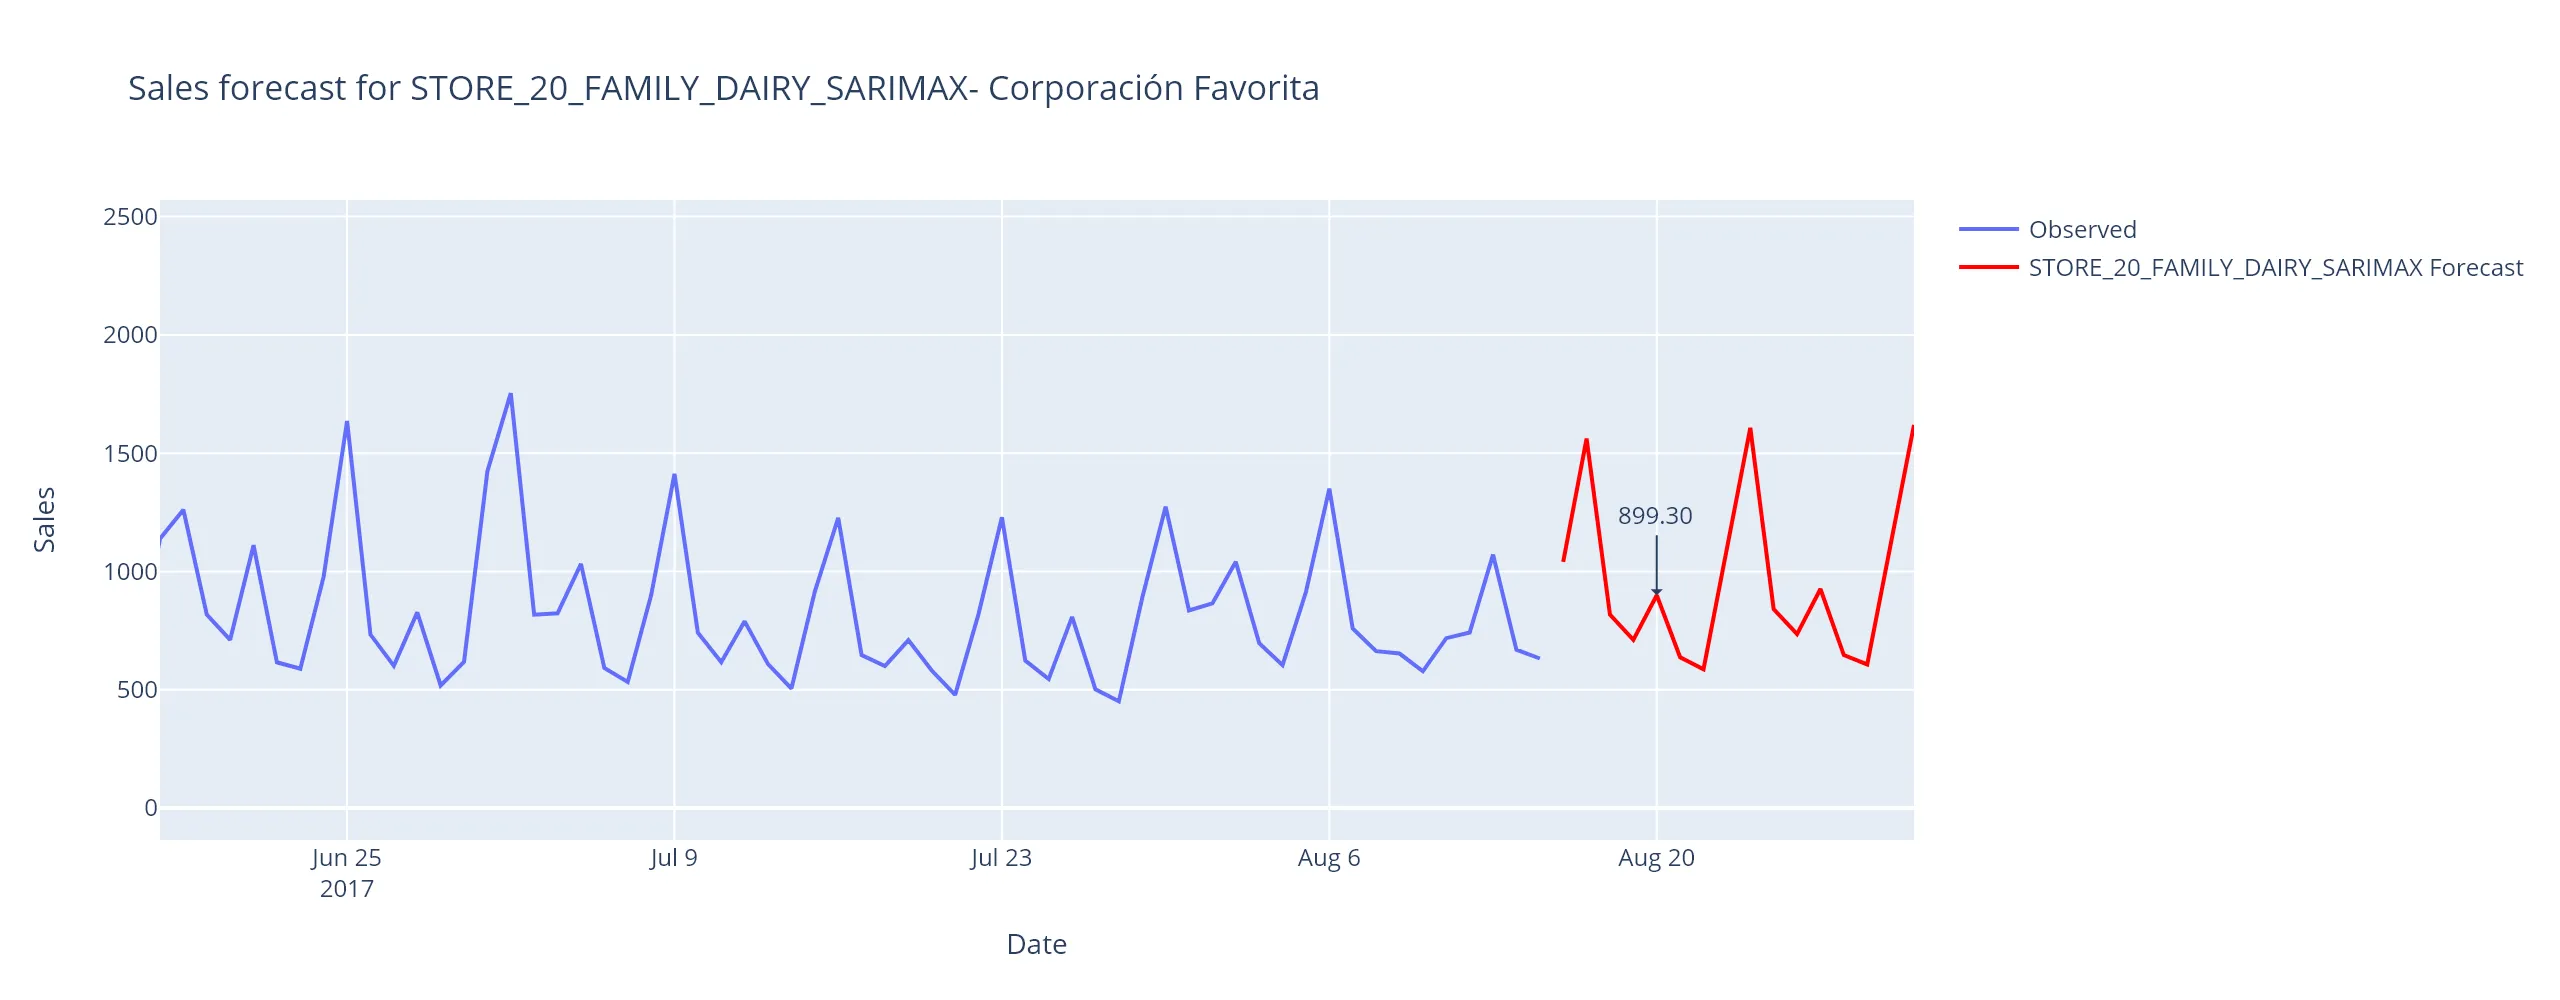 Sales forecast for STORE_20_FAMILY_DAIRY_SARIMAX- Corporación Favorita
2500
2000
1500
1000
500
0
Sales
899.30
Jun 25
2017
Jul 9
Jul 23
Aug 6
Aug 20
Date
Observed
STORE_20_FAMILY_DAIRY_SARIMAX Forecast